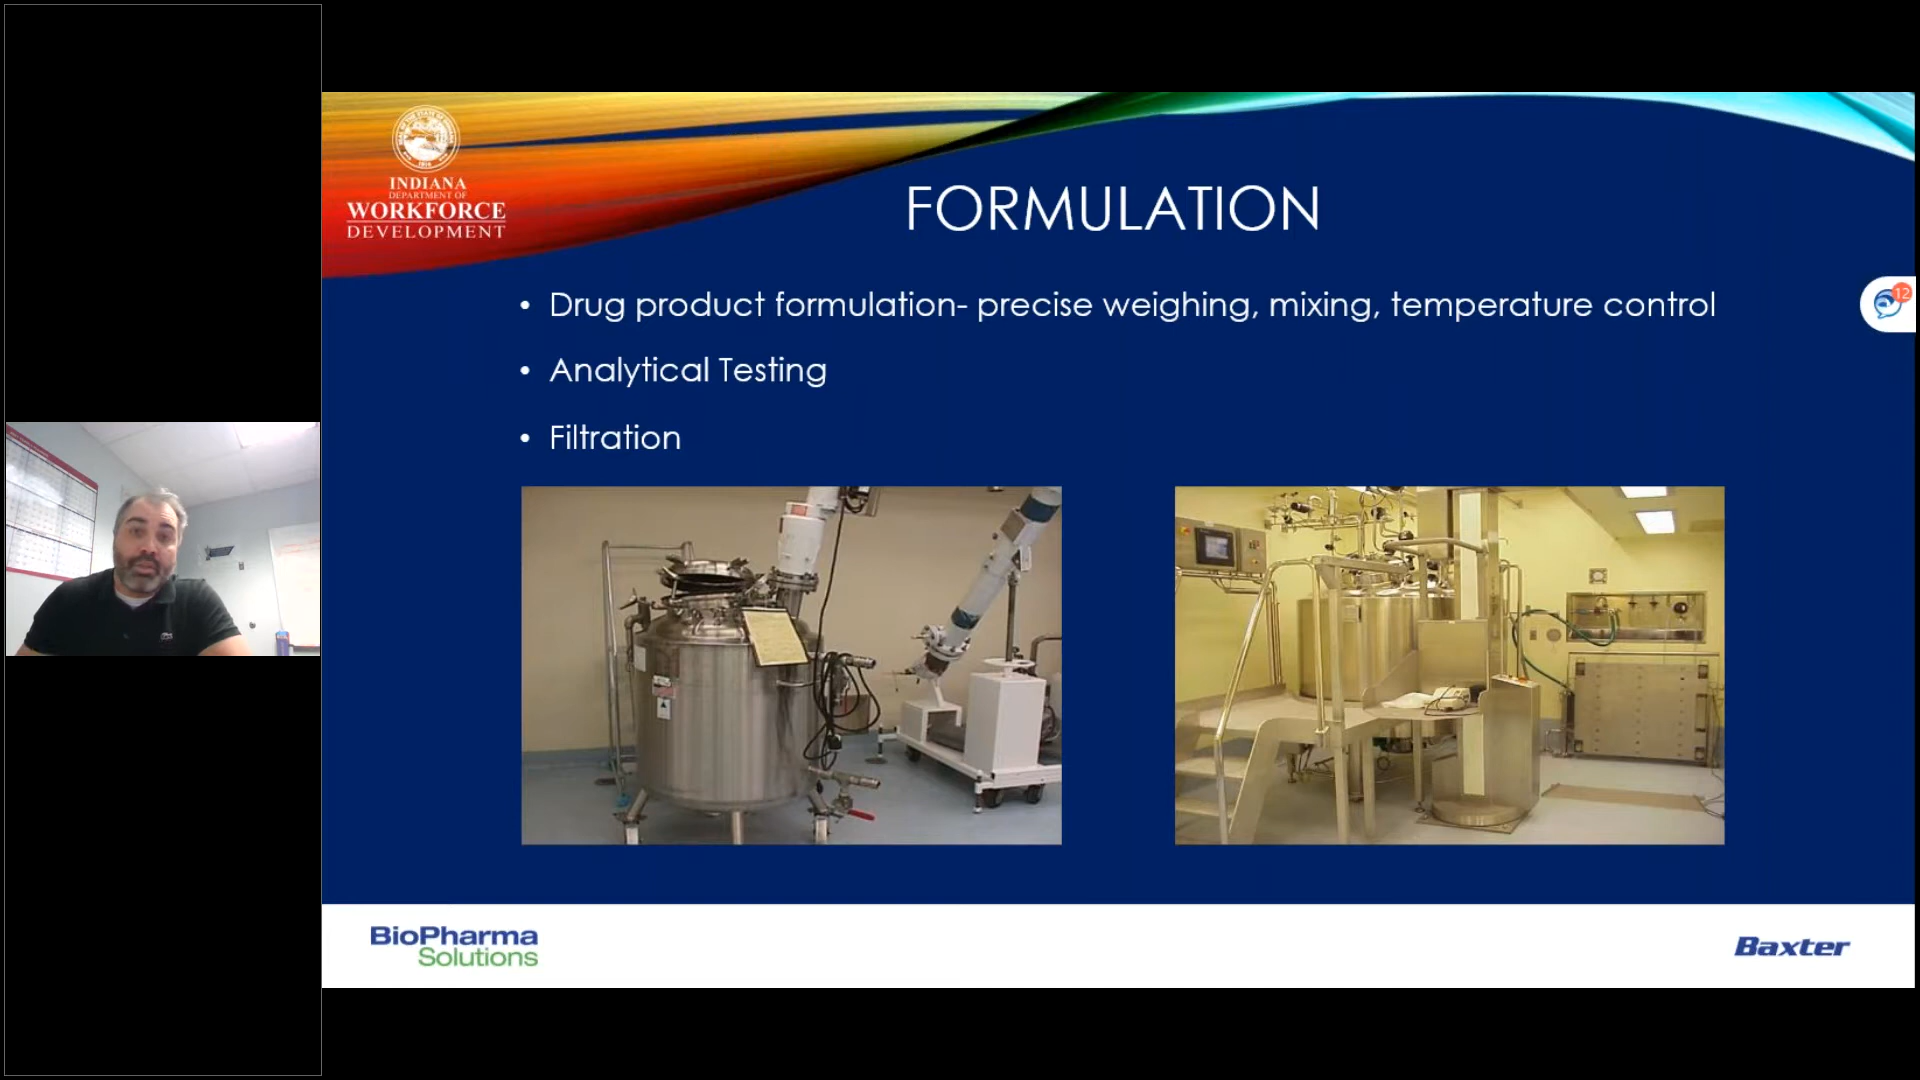 INDIANA
DEPARTMENT OF
WORKFORCE
DEVELOPMENT
FORMULATION
• Drug product formulation- precise weighing, mixing, temperature control
12
• Analytical Testing
• Filtration
BioPharma
Solutions
Baxter